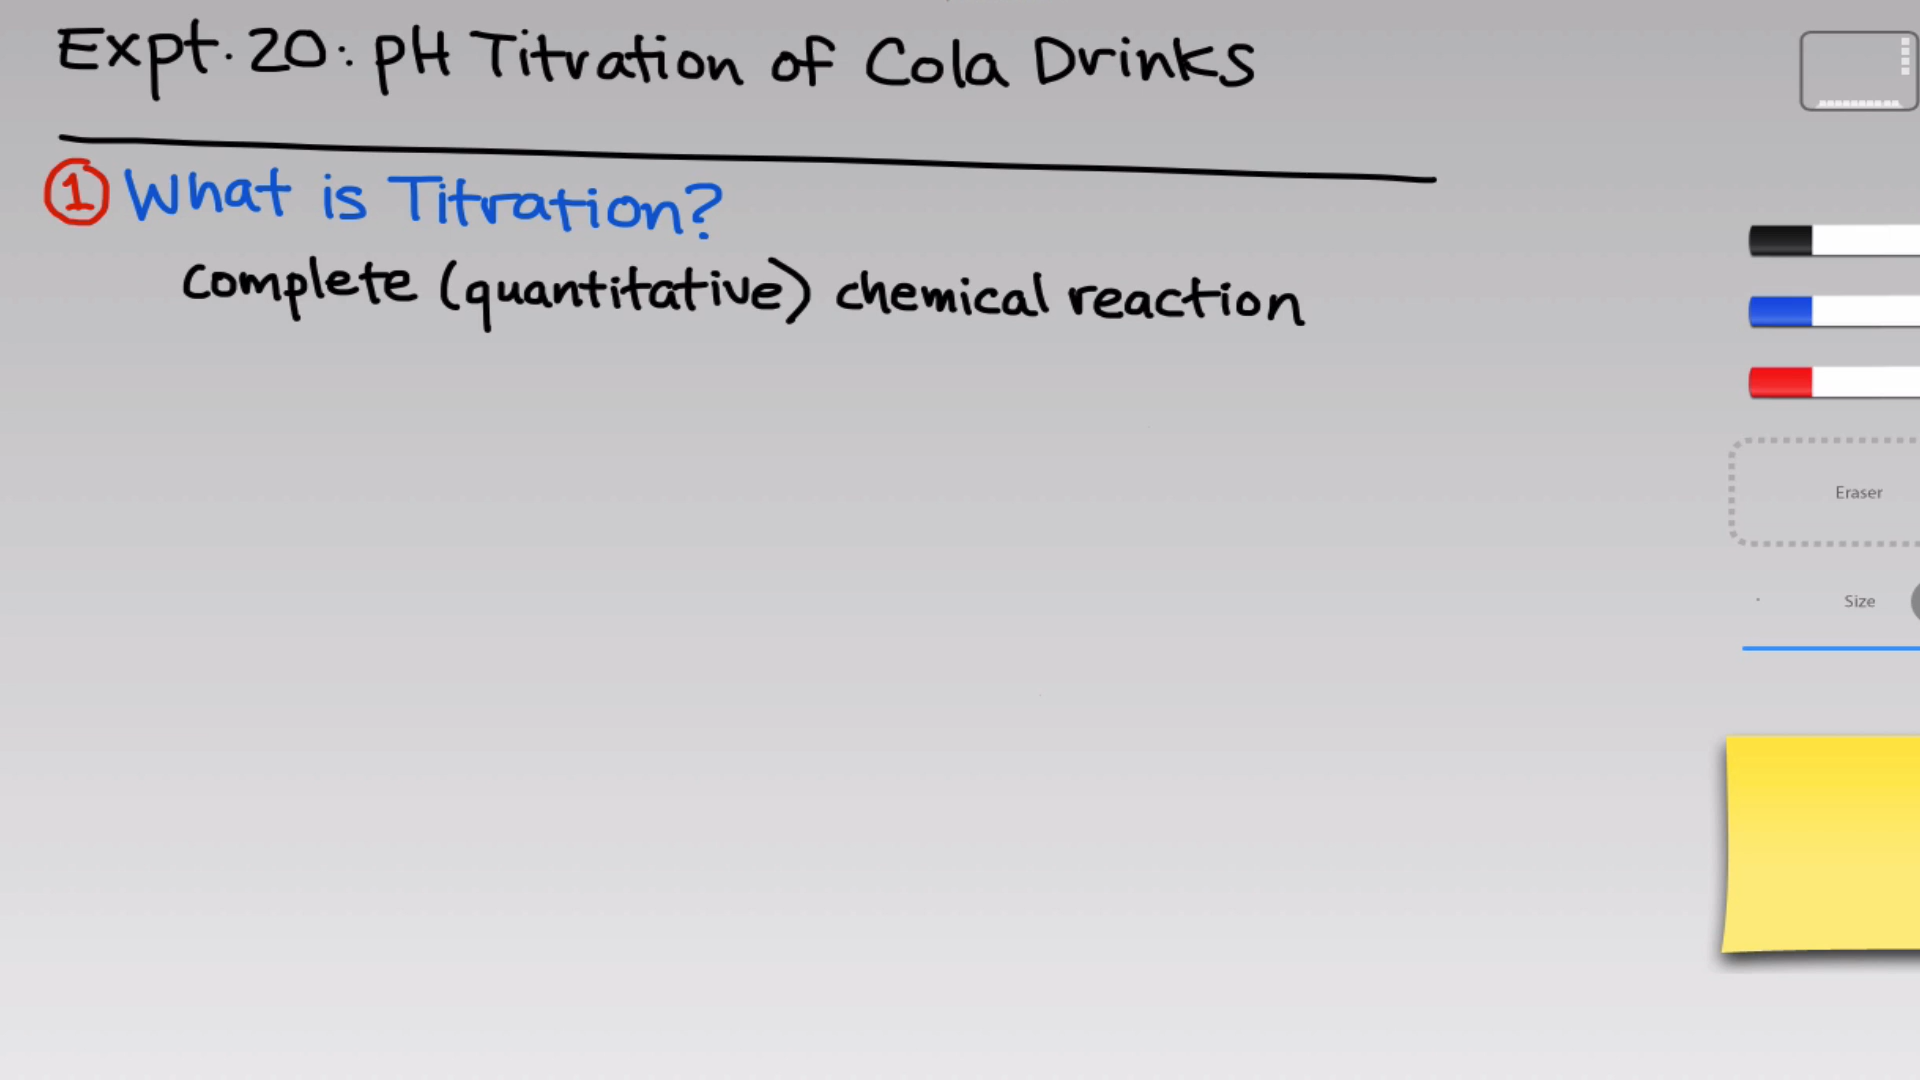 Expt. 20: pH Titration of Cola Drinks
1 What is Titration?
complete (quantitative) chemical reaction
Eraser
Size